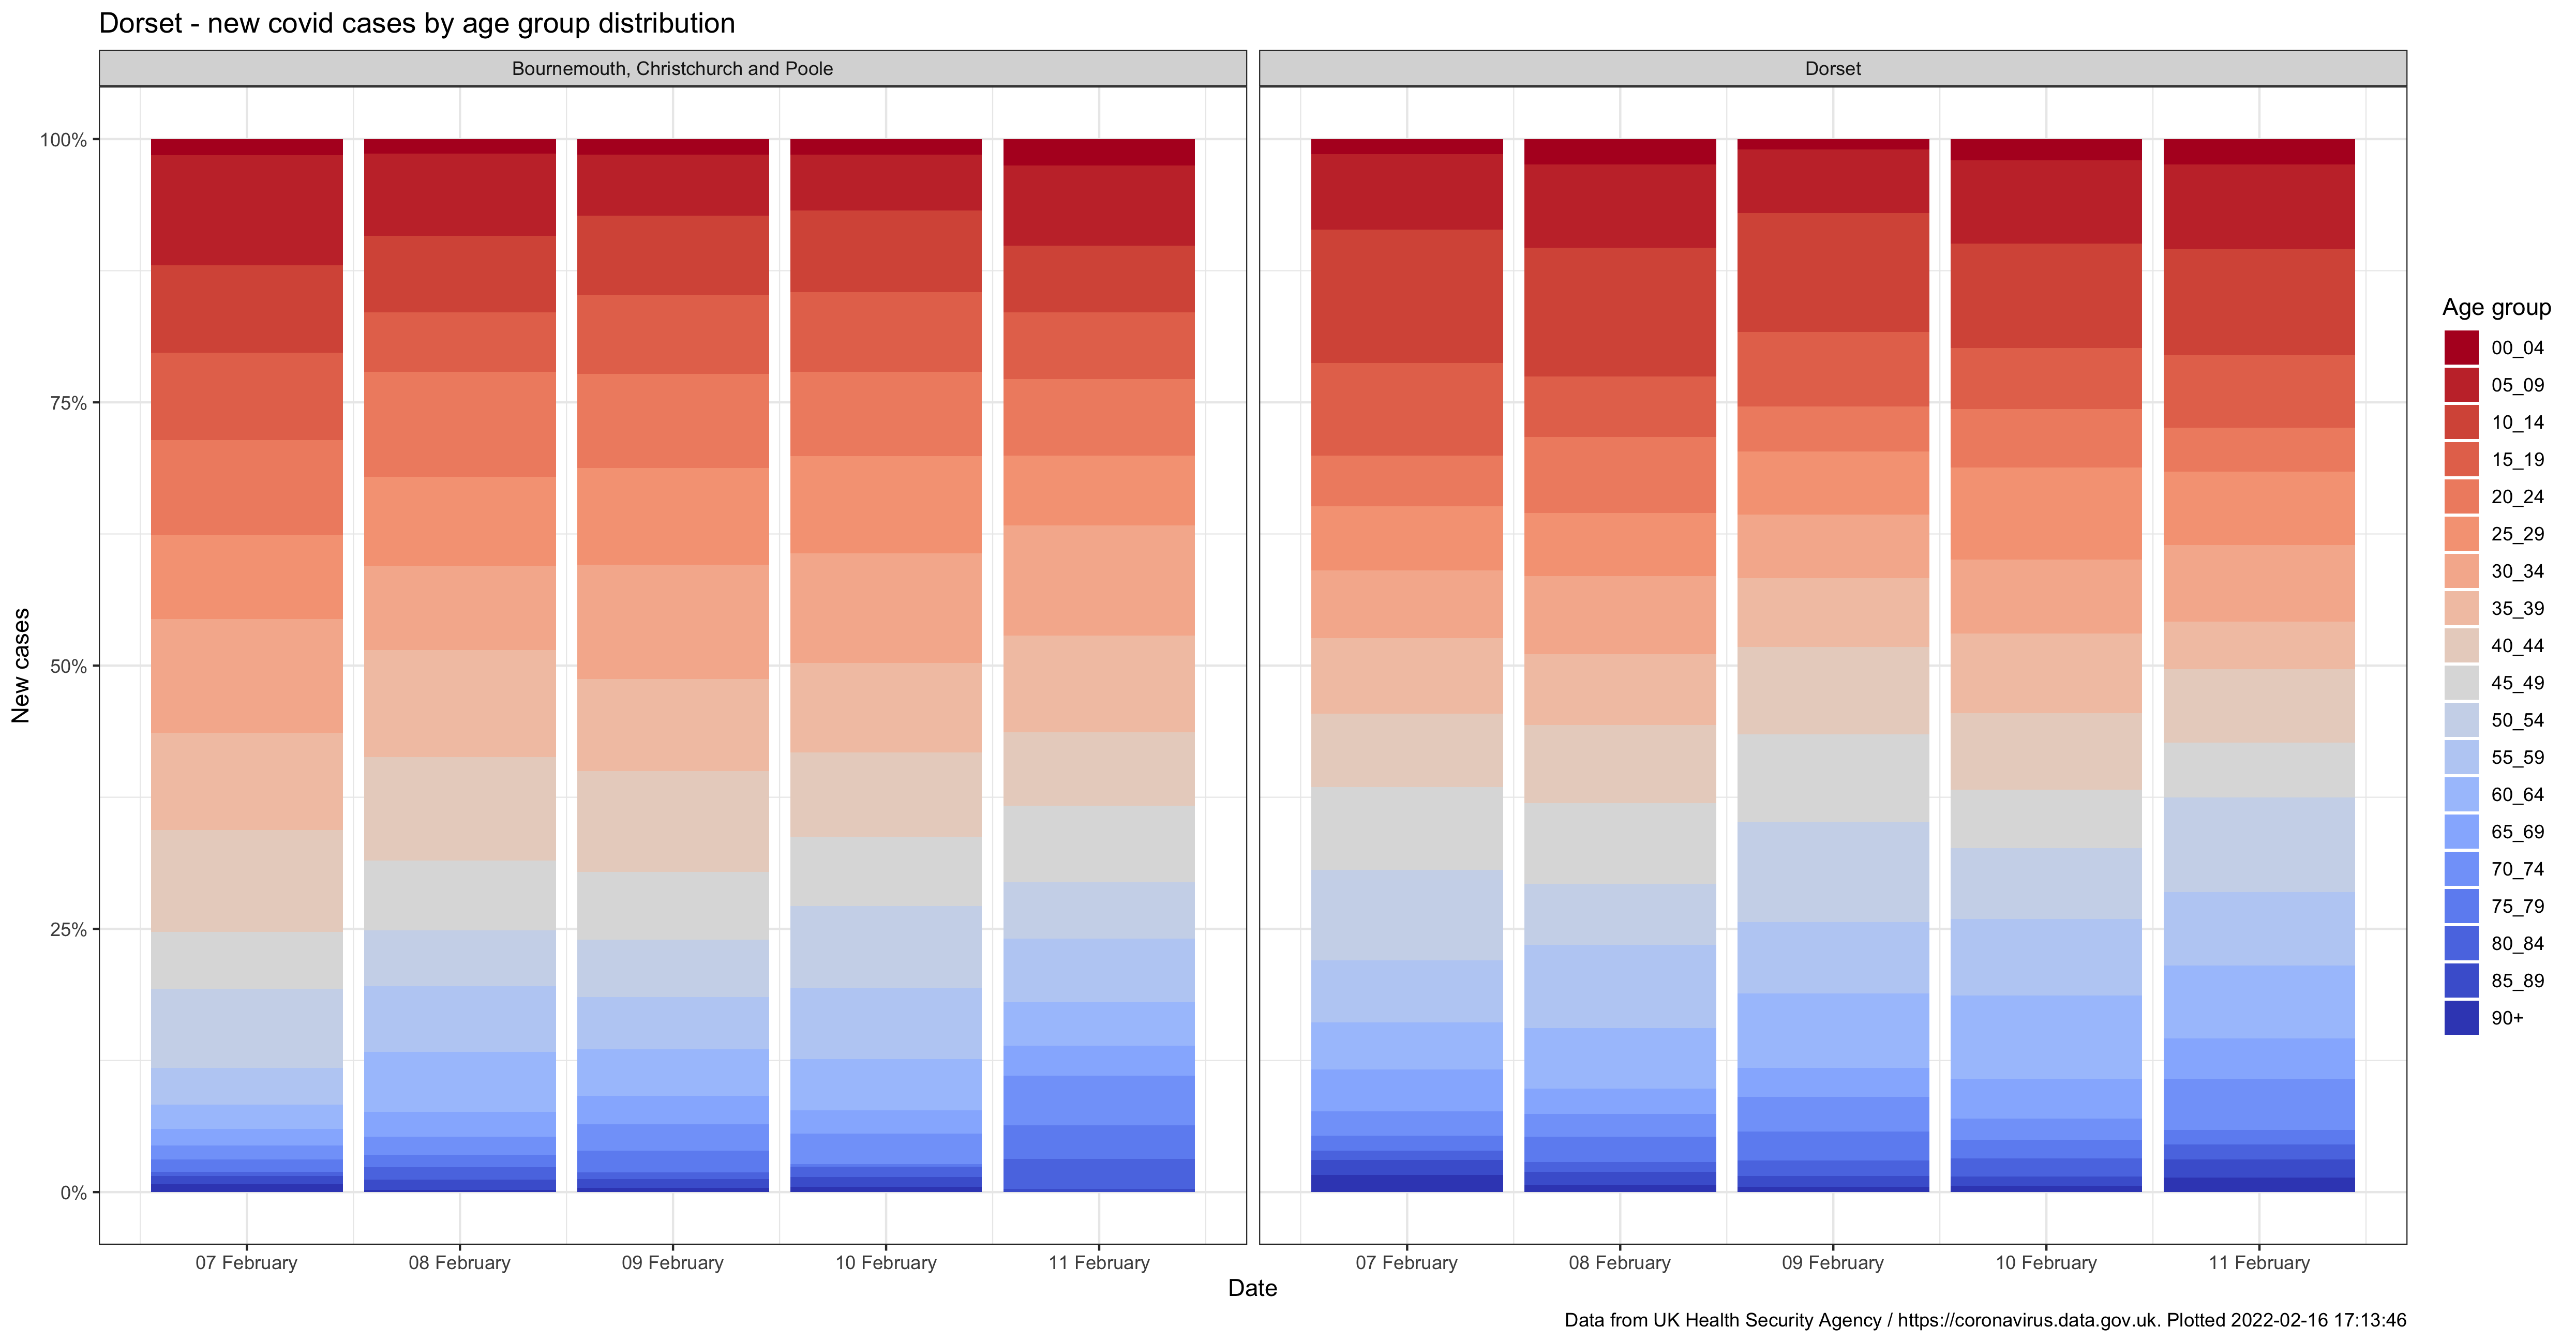 Dorset - new covid cases by age group distribution
Bournemouth, Christchurch and Poole
Dorset
100%
75%
50%
25%
0%
New cases
07 February
08 February
09 February
10 February
11 February
07 February
08 February
09 February
10 February
11 February
Date
Age group
00_04
05_09
10_14
15_19
20_24
25_29
30_34
35_39
40_44
45_49
50_54
55_59
60_64
65_69
70_74
75_79
80_84
85_89
90+
Data from UK Health Security Agency / https://coronavirus.data.gov.uk. Plotted 2022-02-16 17:13:46